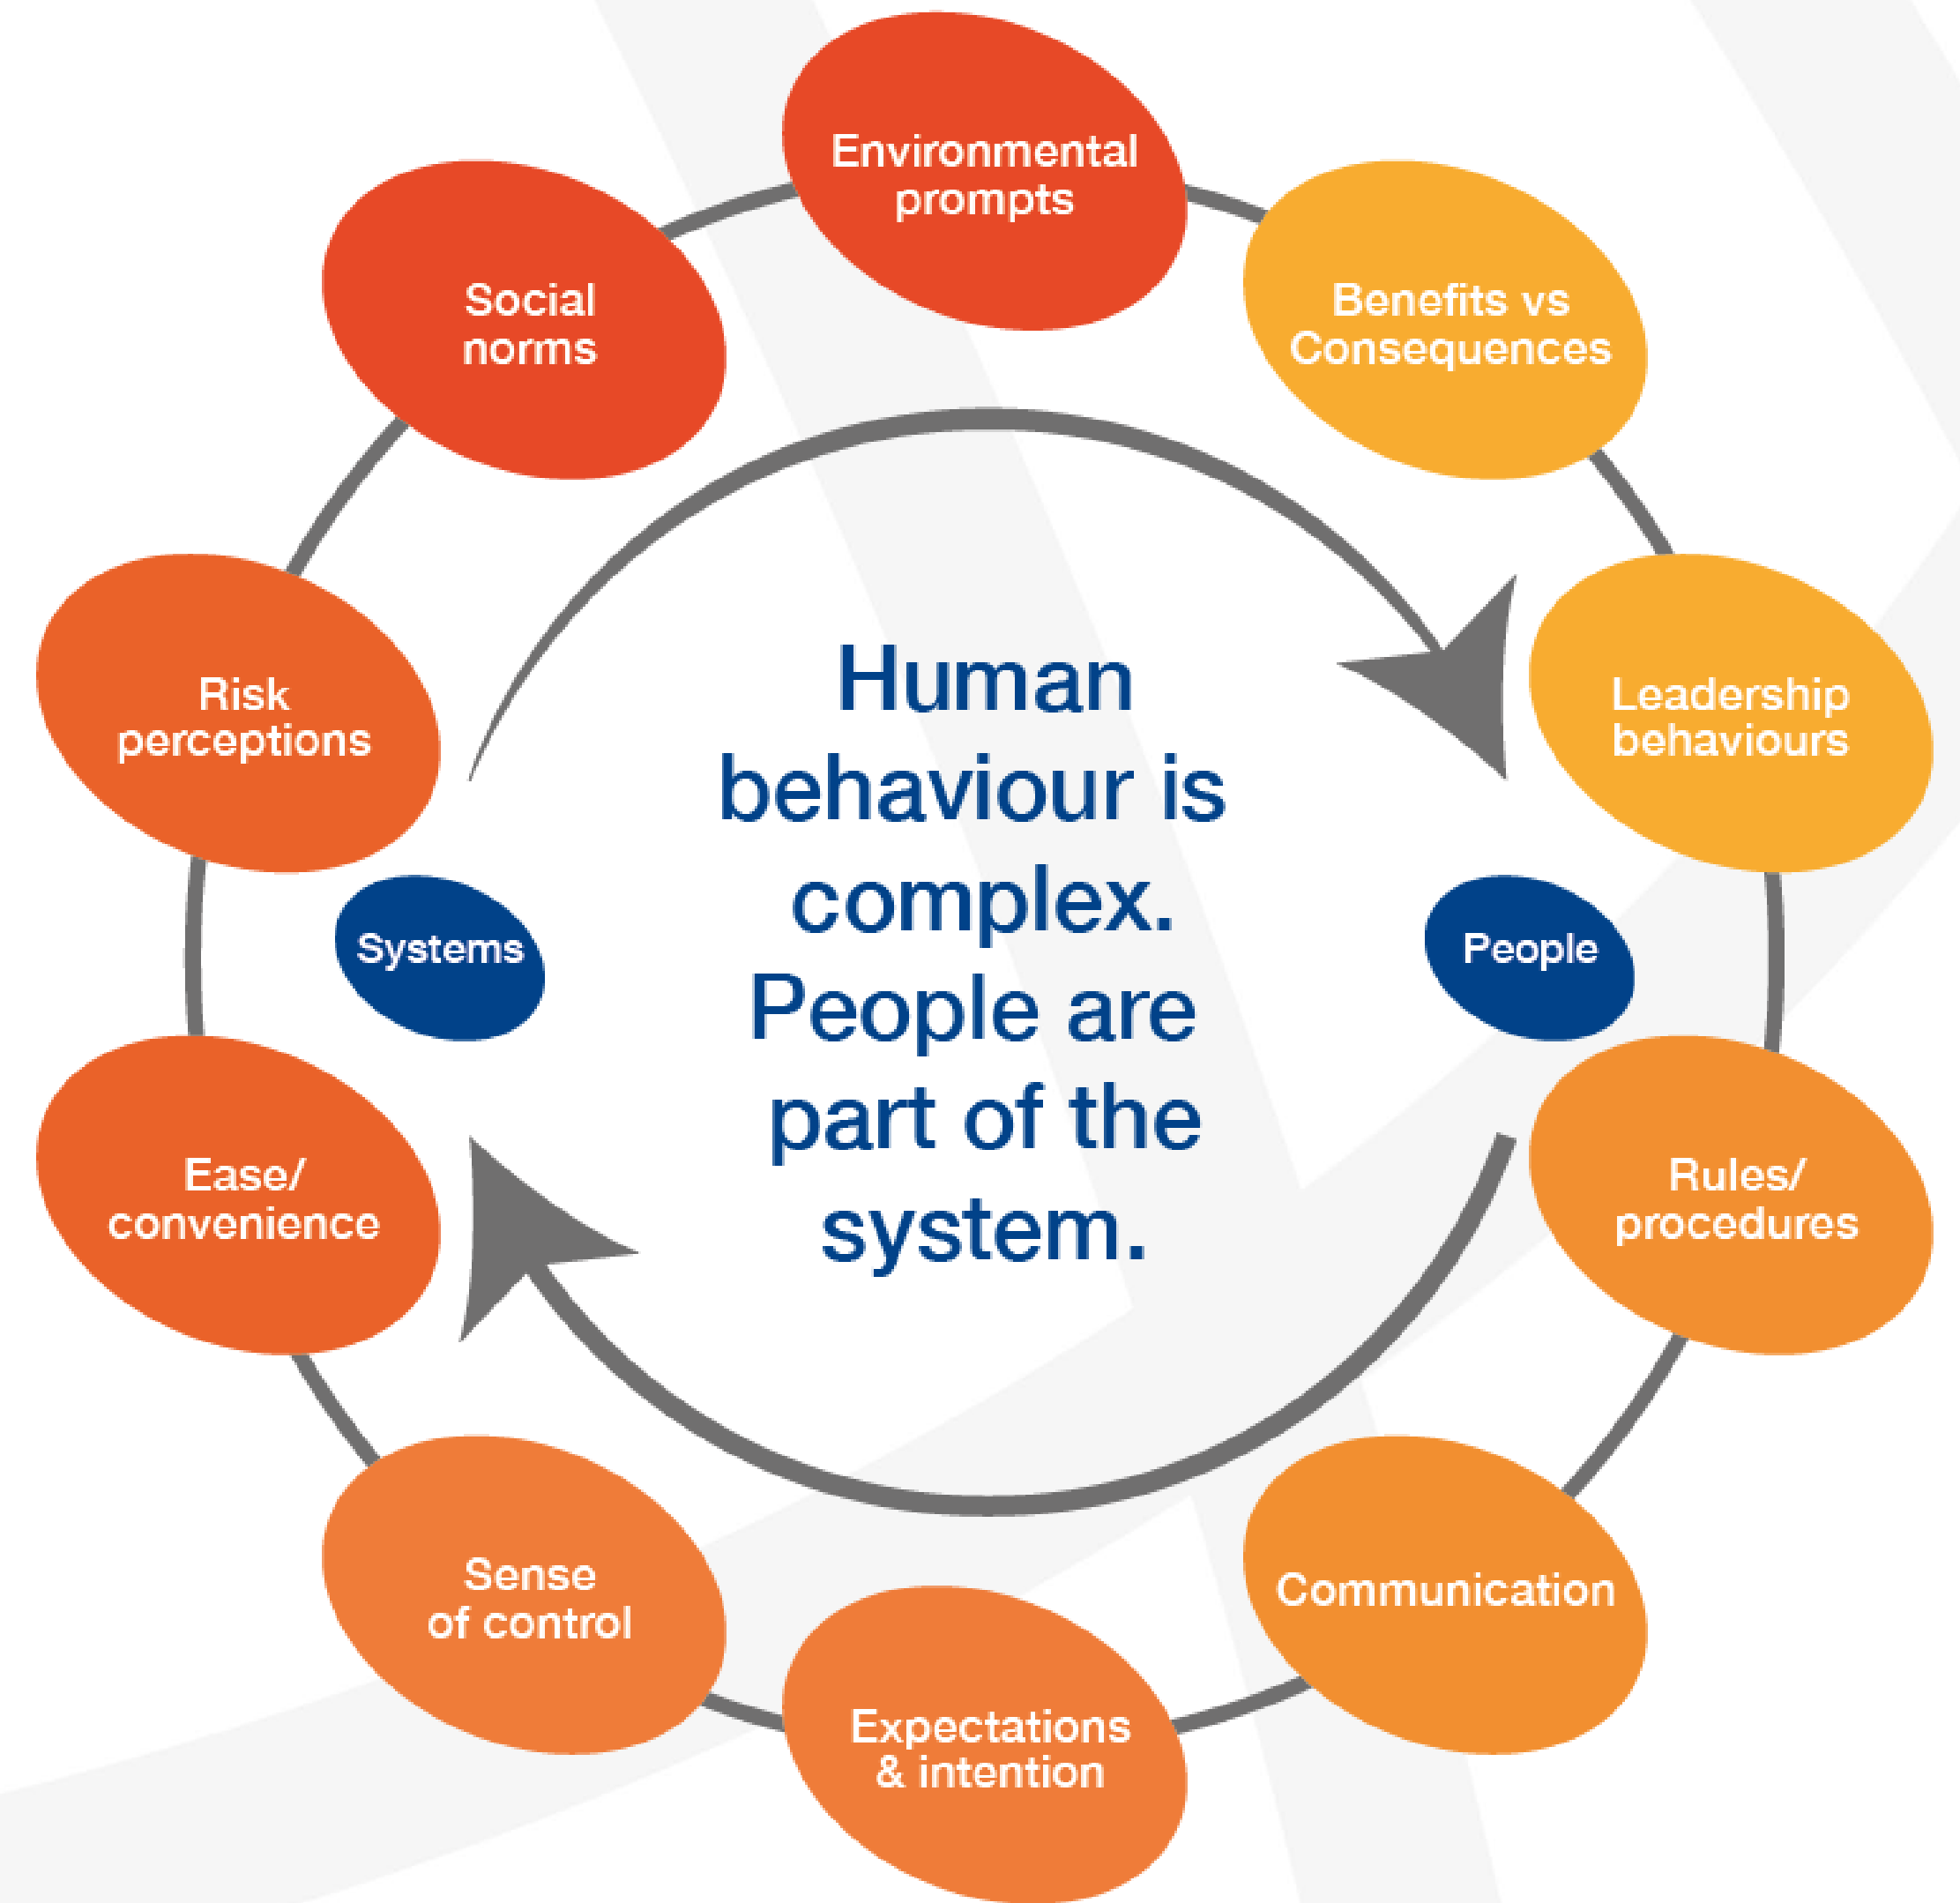 Environmental
prompts
Benefits vs
Consequences
Leadership
behaviours
Rules/
procedures
Communication
Expectations
& intention
Sense
of control
Ease/
convenience
Risk
perceptions
Social
norms
Systems
People
Human
behaviour is
complex.
People are
part of the
system.